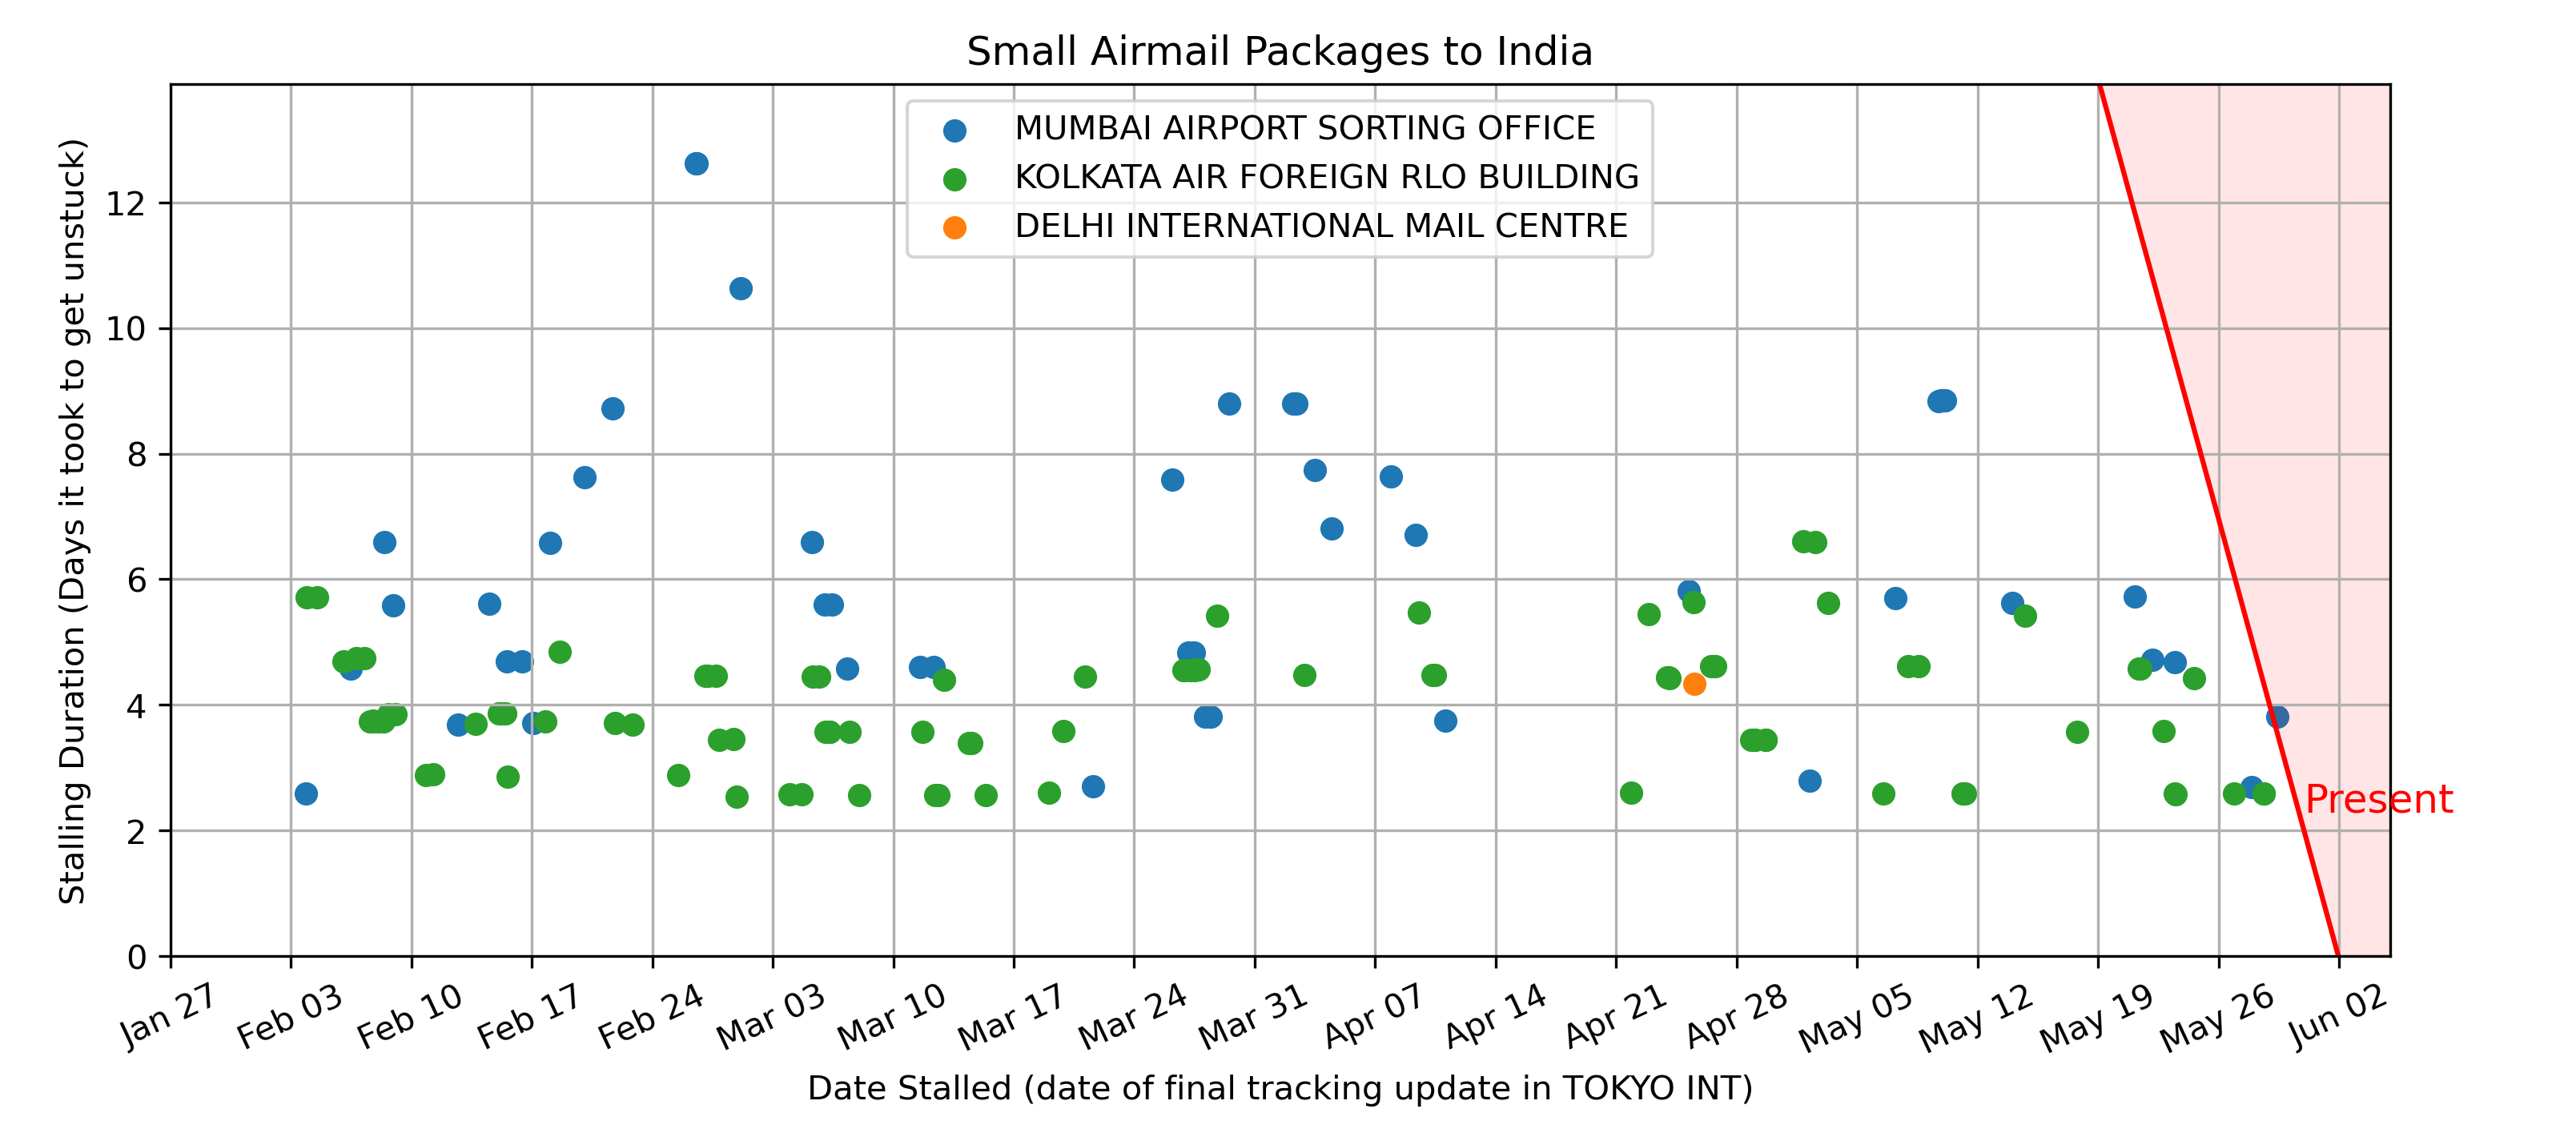 Small Airmail Packages to India
MUMBAI AIRPORT SORTING OFFICE
KOLKATA AIR FOREIGN RLO BUILDING
DELHI INTERNATIONAL MAIL CENTRE
Stalling Duration (Days it took to get unstuck)
12
10
8
6
4
2
0
Present
Jan 27
Feb 03
Feb 10
Feb 17
Feb 24
Mar 03
Mar 10
Mar 17
Mar 24
Mar 31
Apr 07
Apr 14
Apr 21
Apr 28
May 05
May 12
May 19
May 26
Jun 02
Date Stalled (date of final tracking update in TOKYO INT)